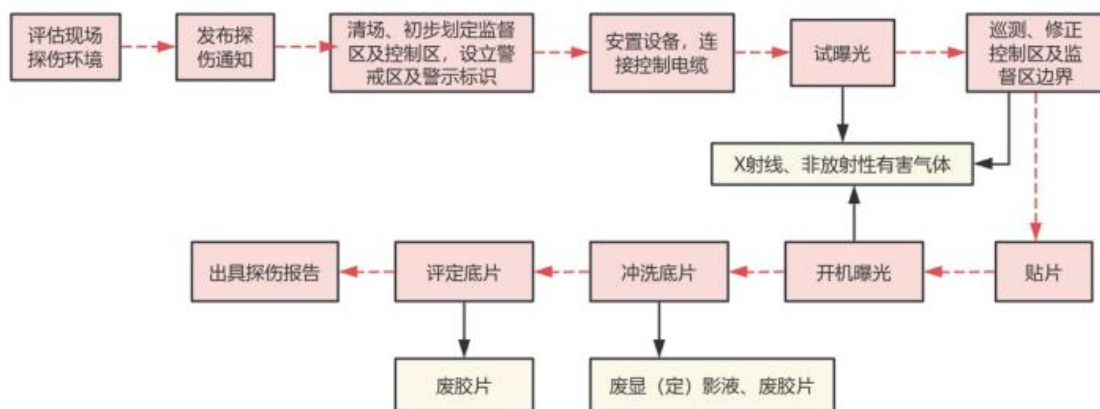 评估现场
探伤环境
发布探
伤通知
清场、初步划定监督
区及控制区，设立警
戒区及警示标识
安置设备，连
接控制电缆
试曝光
巡测、修正
控制区及监
督区边界
X射线、非放射性有害气体
出具探伤报告
评定底片
冲洗底片
开机曝光
贴片
废胶片
废显（定）影液、废胶片